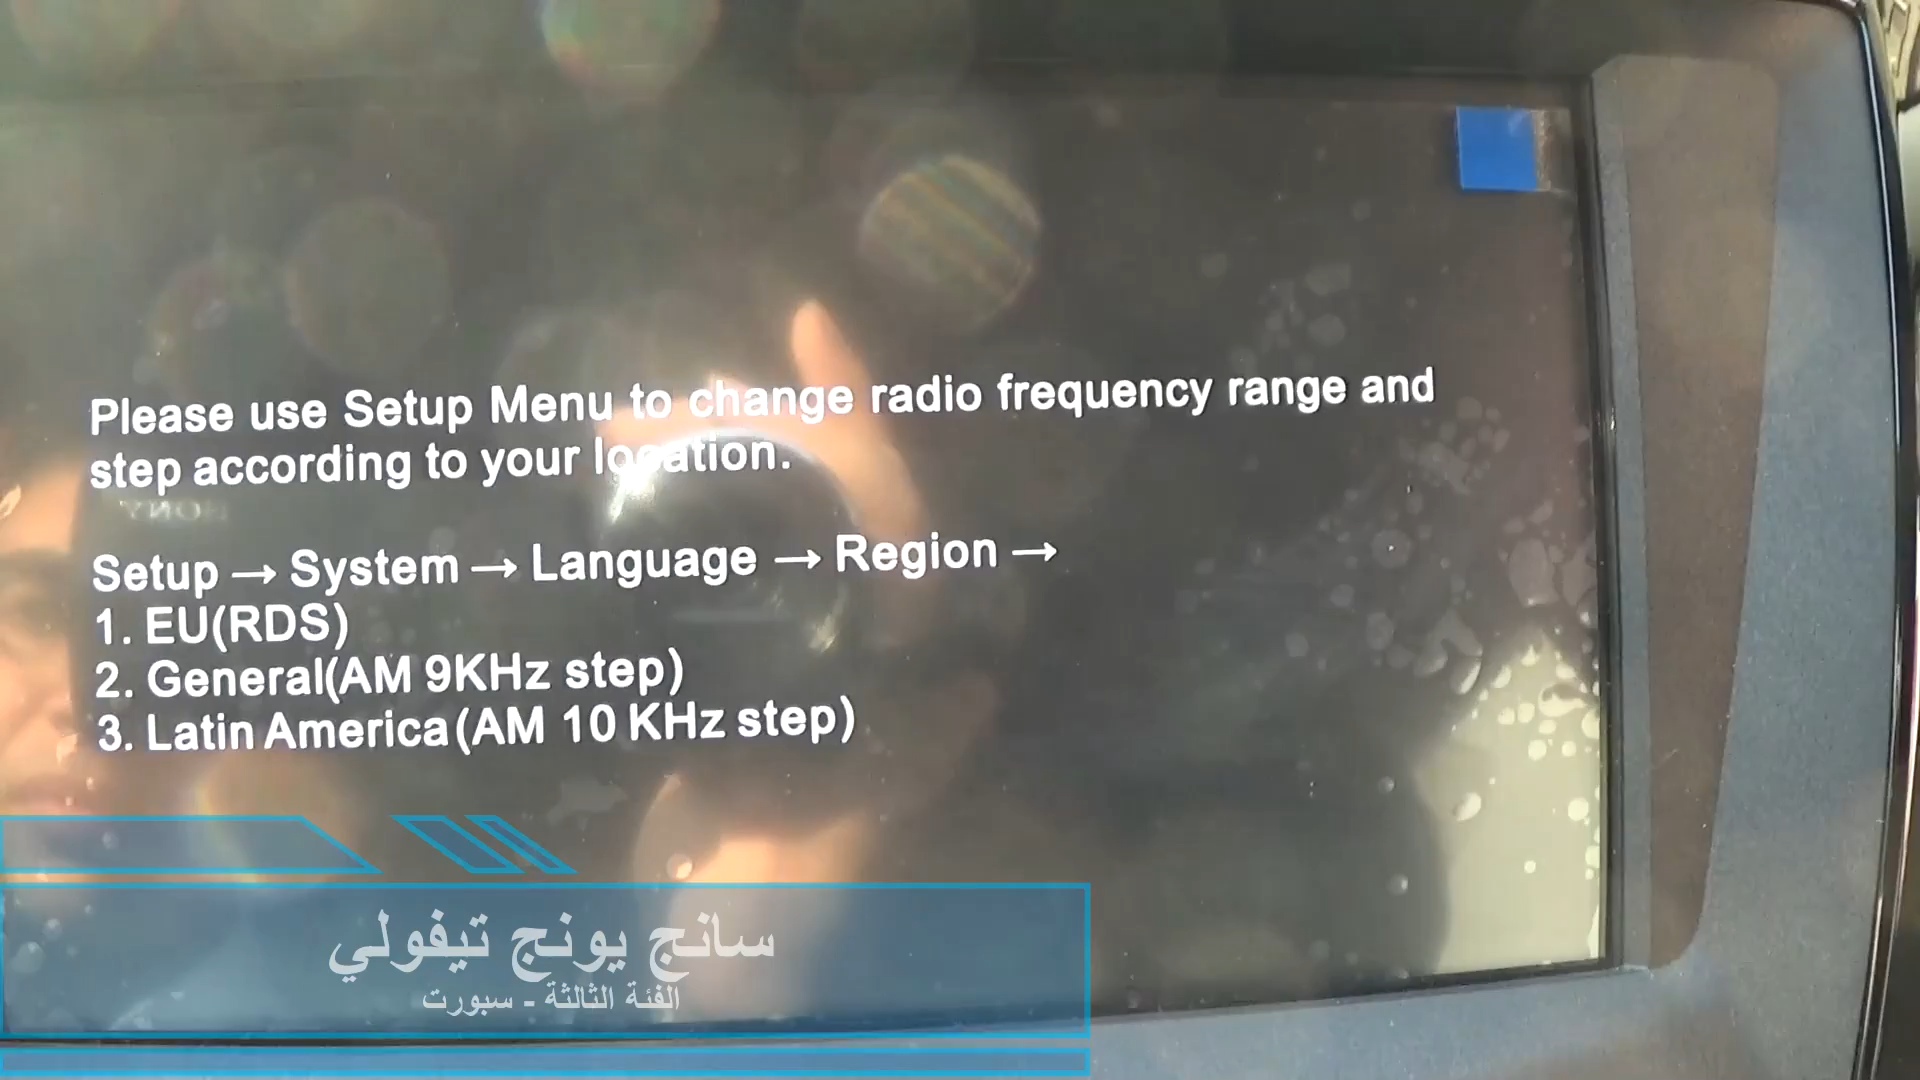 Please use Setup Menu to change radio frequency range and
step according to your location.
SONY
Setup → System → Language → Region →
1. EU(RDS)
2. General(AM 9KHz step)
3. Latin America(AM 10 KHz step)
سانج يونج تيفولي
الفئة الثالثة - سبورت